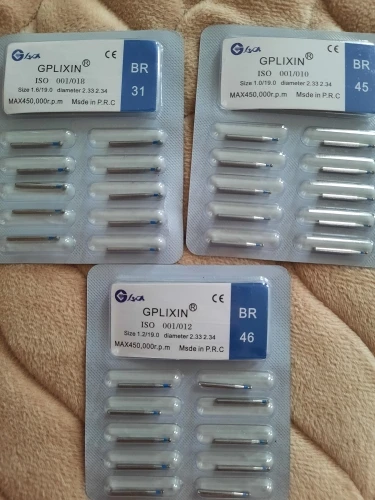 GPLIXIN® CE
ISO 001/018
Size 1.6/19.0 diameter 2.33 2.34
MAX450,000r.p.m Made in P.R.C
BR
31
GPLIXIN® CE
ISO 001/010
Size 1.0/19.0 diameter 2.33 2.34
MAX450,000r.p.m Msde in P.R.C
BR
45
GPLIXIN® CE
ISO 001/012
Size 1.2/19.0 diameter 2.33 2.34
MAX450,000r.p.m Msde in P.R.C
BR
46